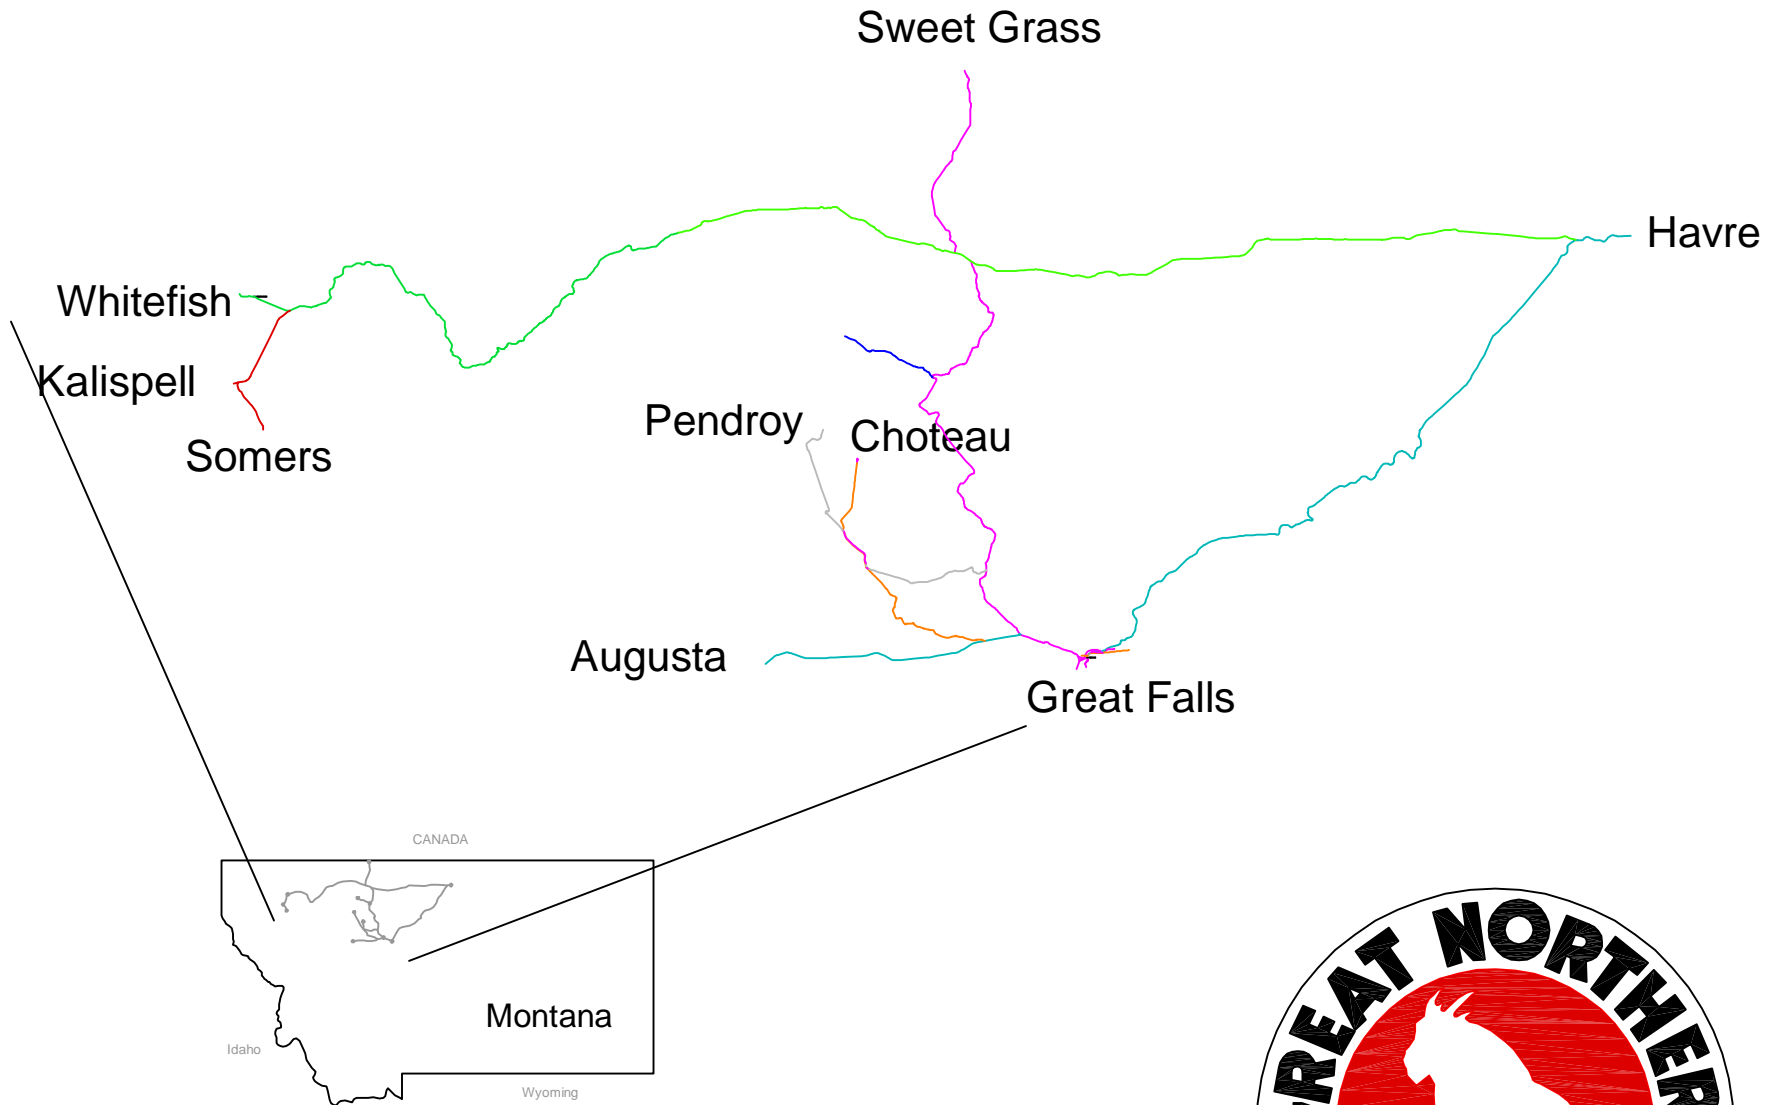 Sweet Grass
Havre
Whitefish
Kalispell
Pendroy
Choteau
Somers
Augusta
Great Falls
CANADA
Montana
Idaho
Wyoming
GREAT NORTHER